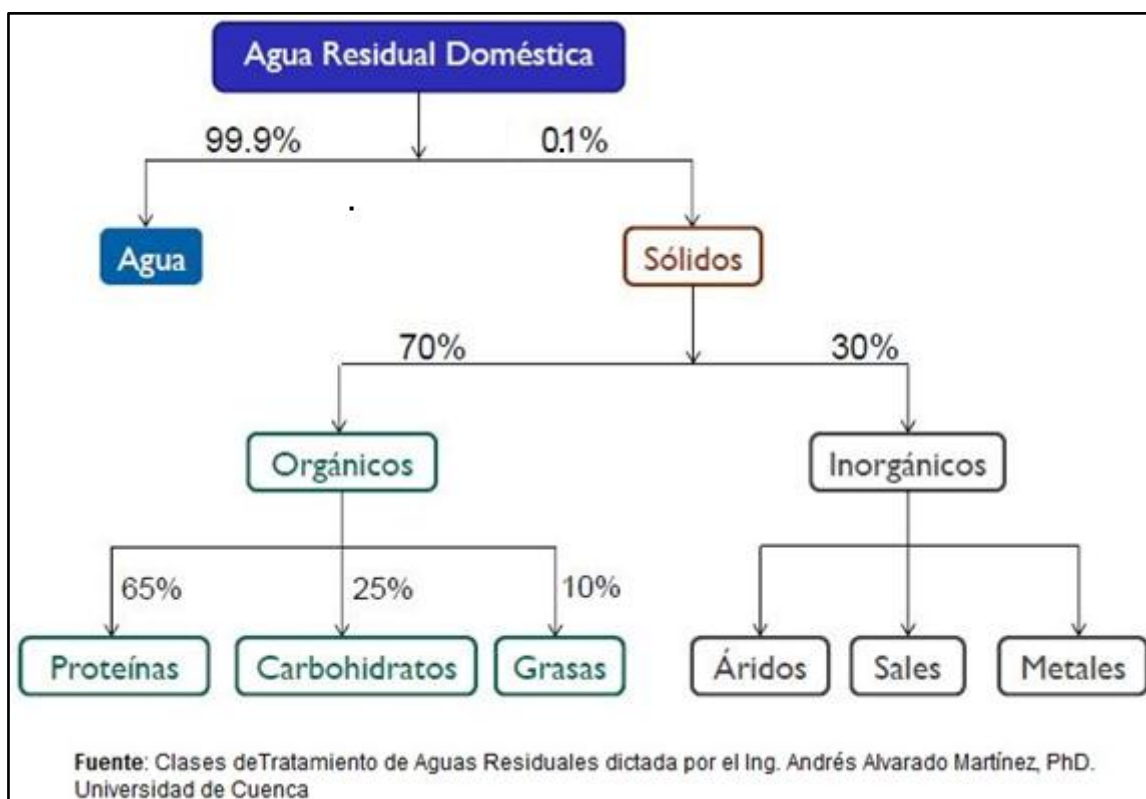 Agua Residual Doméstica
99.9%
0.1%
Agua
Sólidos
70%
30%
Orgánicos
Inorgánicos
65%
25%
10%
Proteínas
Carbohidratos
Grasas
Áridos
Sales
Metales
Fuente: Clases deTratamiento de Aguas Residuales dictada por el Ing. Andrés Alvarado Martínez, PhD.
Universidad de Cuenca